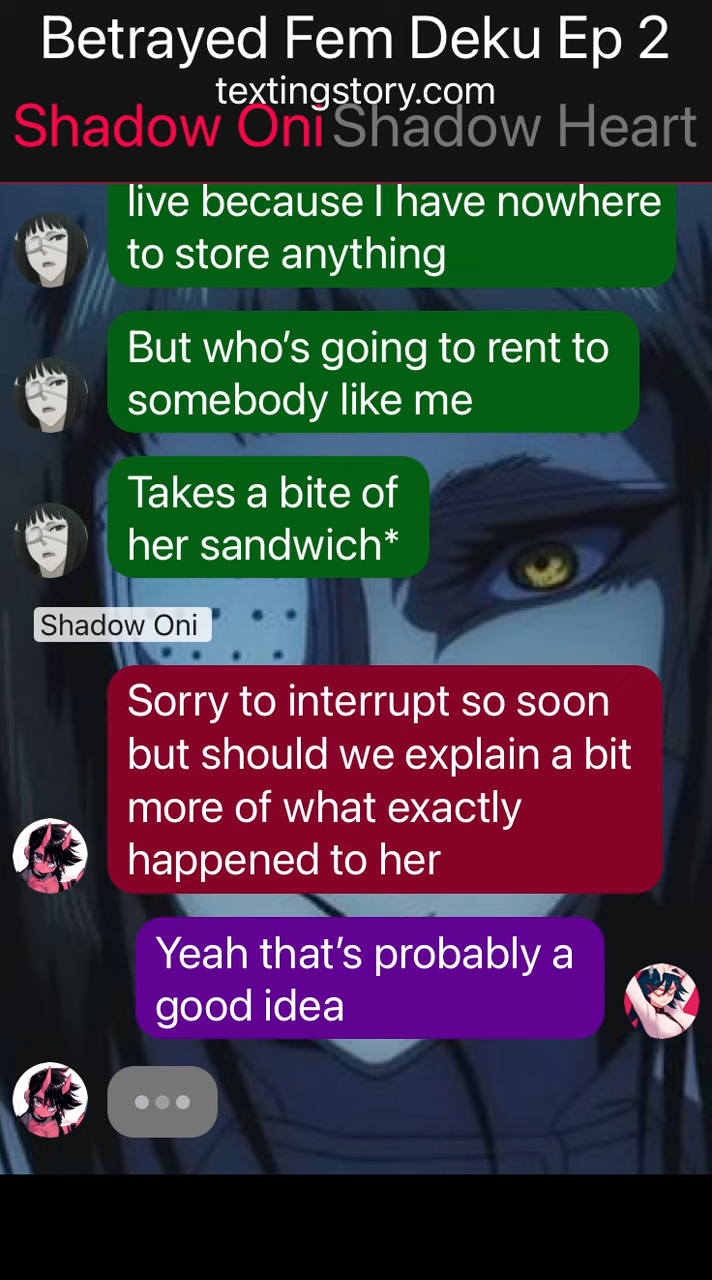 Betrayed Fem Deku Ep 2
textingstory.com
Shadow Oni Shadow Heart
live because I have nowhere
to store anything
But who’s going to rent to
somebody like me
Takes a bite of
her sandwich*
Shadow Oni
Sorry to interrupt so soon
but should we explain a bit
more of what exactly
happened to her
Yeah that’s probably a
good idea